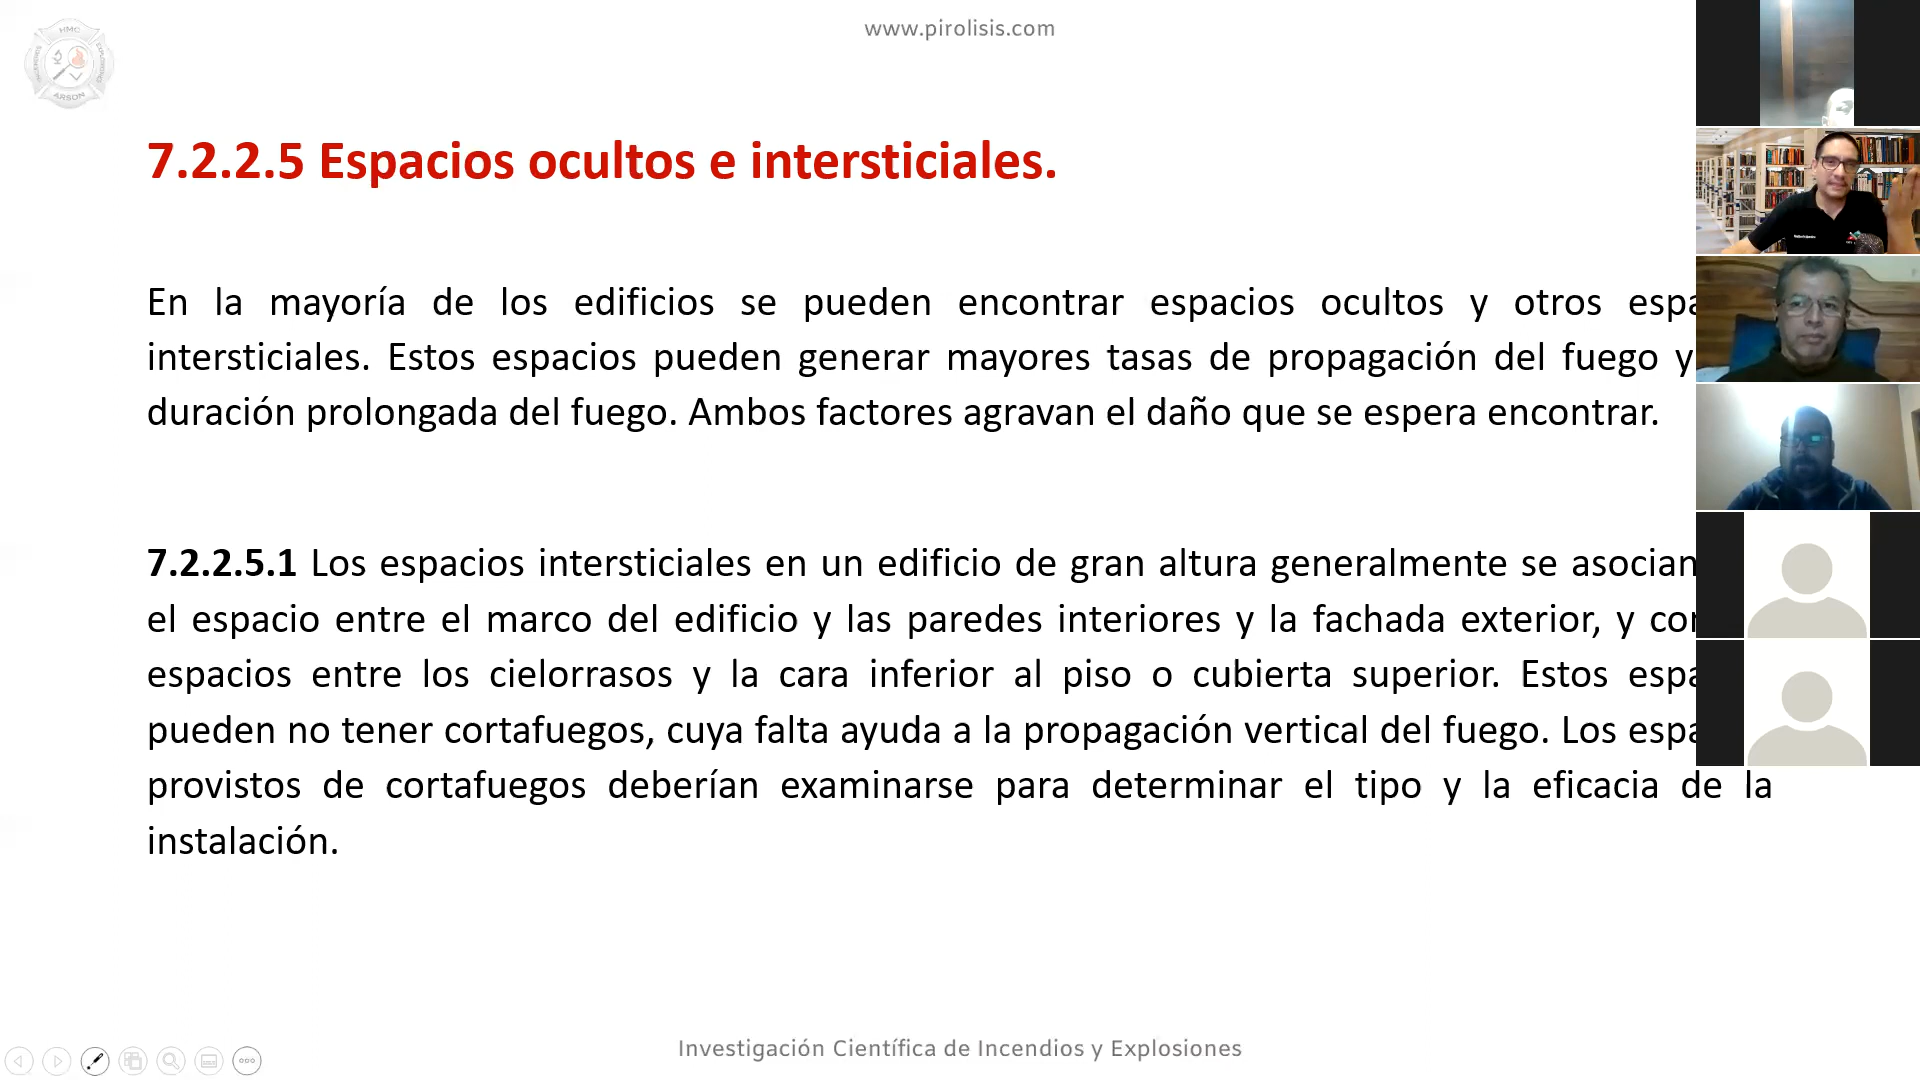 www.pirolisis.com
HMC
ARSON
7.2.2.5 Espacios ocultos e intersticiales.
En la mayoría de los edificios se pueden encontrar espacios ocultos y otros
intersticiales. Estos espacios pueden generar mayores tasas de propagación del fuego y
duración prolongada del fuego. Ambos factores agravan el daño que se espera encontrar.
7.2.2.5.1 Los espacios intersticiales en un edificio de gran altura generalmente se asocian
el espacio entre el marco del edificio y las paredes interiores y la fachada exterior, y
espacios entre los cielorrasos y la cara inferior al piso o cubierta superior. Estos
pueden no tener cortafuegos, cuya falta ayuda a la propagación vertical del fuego. Los
provistos de cortafuegos deberían examinarse para determinar el tipo y la eficacia de la
instalación.
Investigación Científica de Incendios y Explosiones